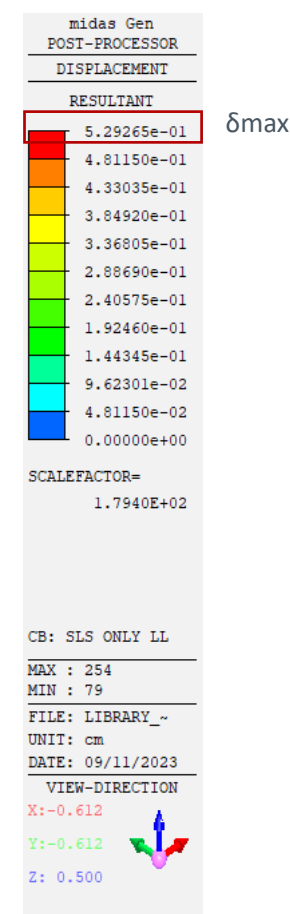 midas Gen
POST-PROCESSOR
DISPLACEMENT
RESULTANT
5.29265e-01
δmax
4.81150e-01
4.33035e-01
3.84920e-01
3.36805e-01
2.88690e-01
2.40575e-01
1.92460e-01
1.44345e-01
9.62301e-02
4.81150e-02
0.00000e+00
SCALEFACTOR=
1.7940E+02
CB: SLS ONLY LL
MAX : 254
MIN : 79
FILE: LIBRARY_~
UNIT: cm
DATE: 09/11/2023
VIEW-DIRECTION
X:-0.612
Y:-0.612
Z: 0.500